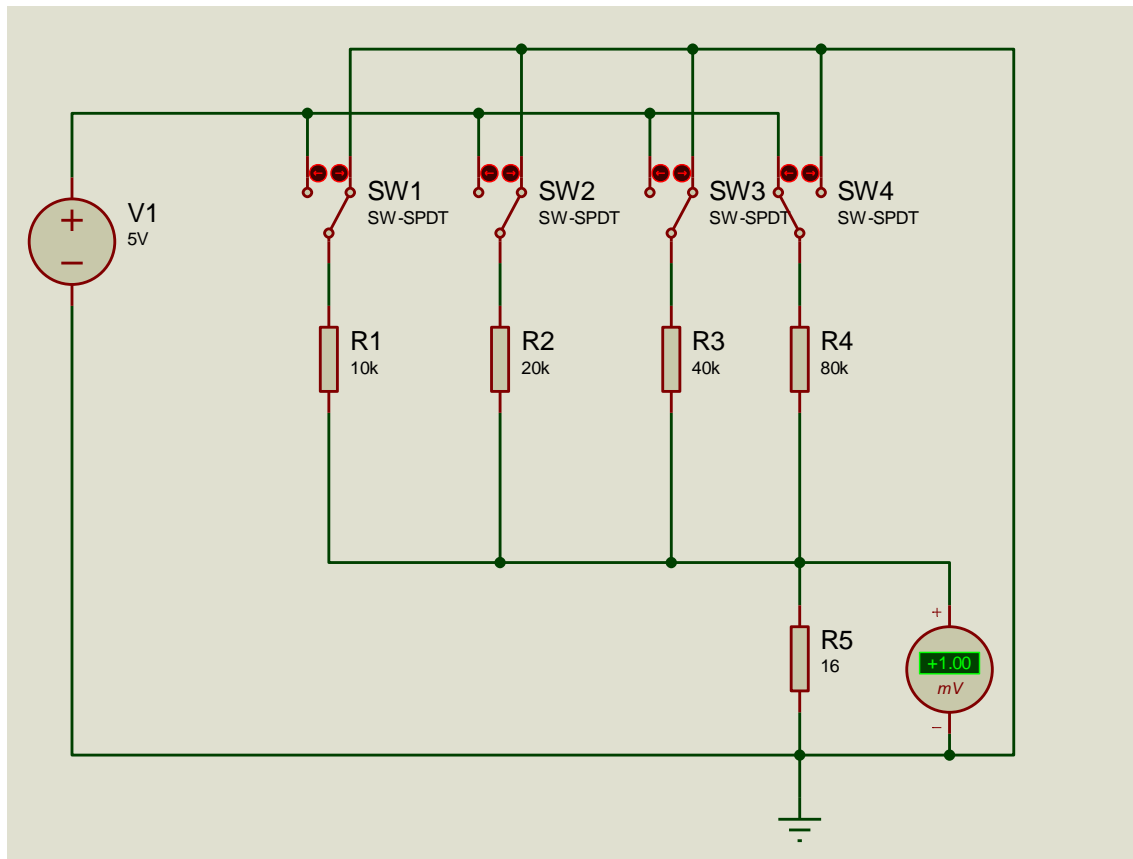 V1
5V
SW1
SW-SPDT
SW2
SW-SPDT
SW3
SW-SPDT
SW4
SW-SPDT
R1
10k
R2
20k
R3
40k
R4
80k
R5
16
+
+1.00
mV
−